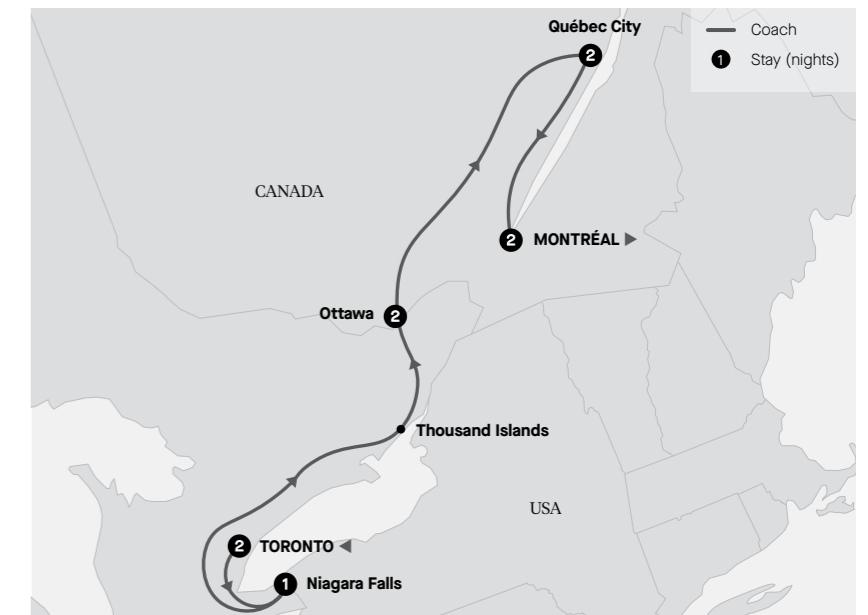 Québec City
2
Coach
1 Stay (nights)
CANADA
2 MONTRÉAL
Ottawa 2
Thousand Islands
USA
2 TORONTO
1 Niagara Falls